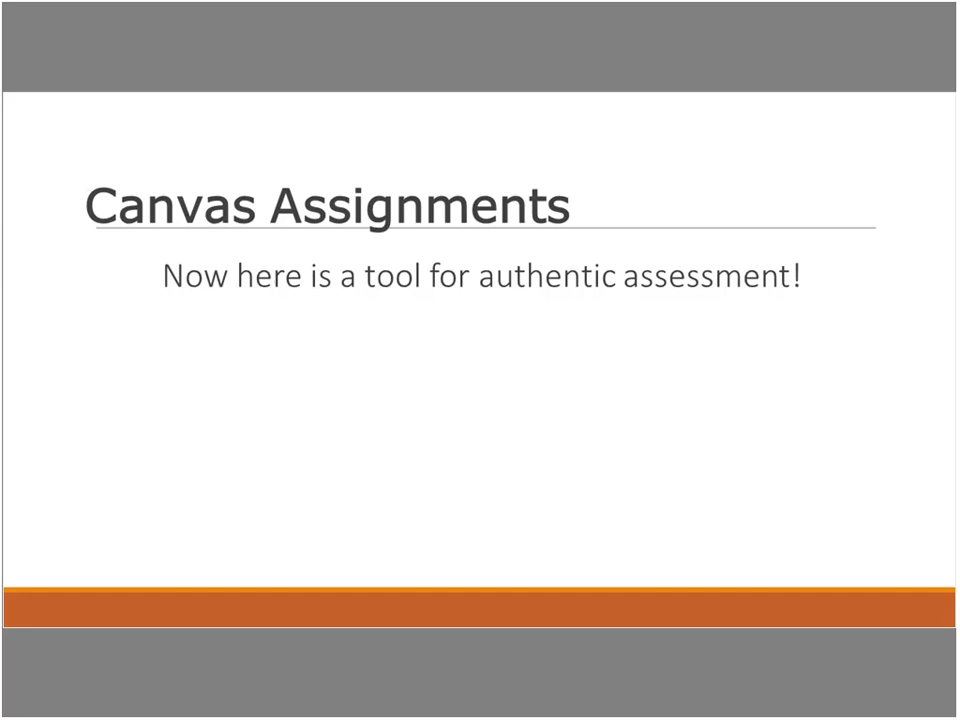 Canvas Assignments
Now here is a tool for authentic assessment!